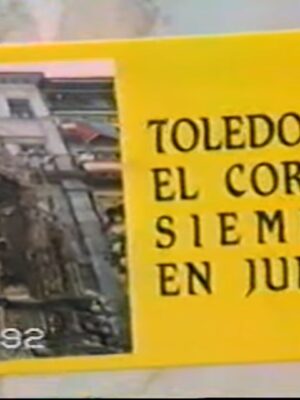 TOLEDO
EL COR
SIEM
EN JU
92